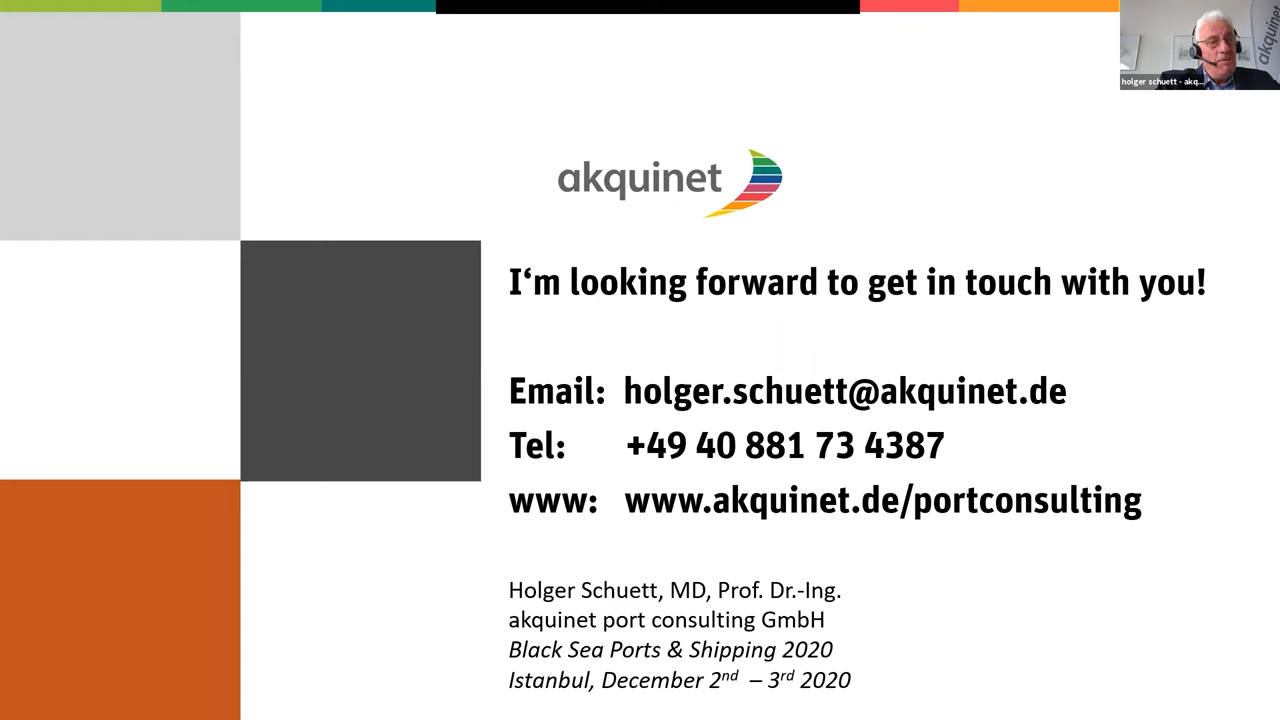 akquinet
holger schuett - akq...
akquinet
I‘m looking forward to get in touch with you!
Email: holger.schuett@akquinet.de
Tel: +49 40 881 73 4387
www: www.akquinet.de/portconsulting
Holger Schuett, MD, Prof. Dr.-Ing.
akquinet port consulting GmbH
Black Sea Ports & Shipping 2020
Istanbul, December 2nd – 3rd 2020